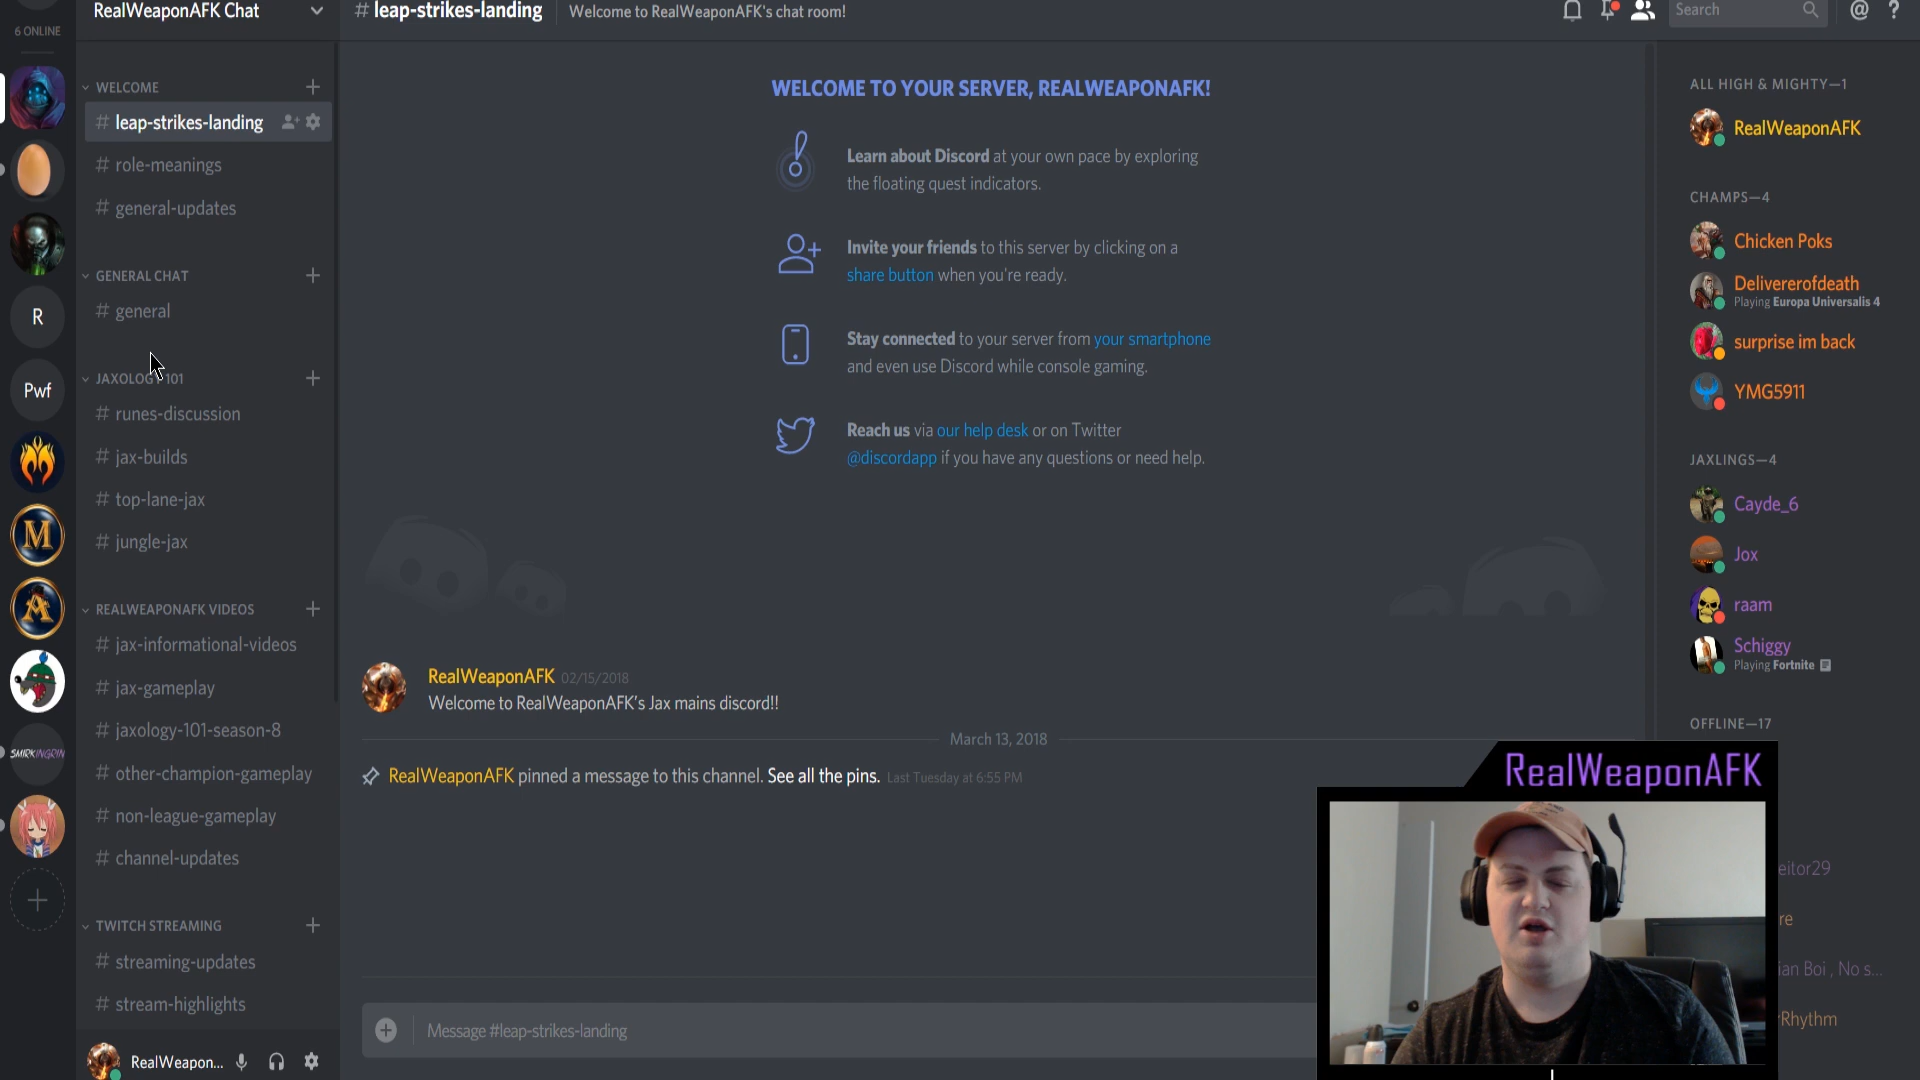 6 ONLINE
R
Pwf
M
A
SMIRKINGRIN
RealWeaponAFK Chat
WELCOME
# leap-strikes-landing
# role-meanings
# general-updates
GENERAL CHAT
# general
JAXOLOGY 101
# runes-discussion
# jax-builds
# top-lane-jax
# jungle-jax
REALWEAPONAFK VIDEOS
# jax-informational-videos
# jax-gameplay
# jaxology-101-season-8
# other-champion-gameplay
# non-league-gameplay
# channel-updates
TWITCH STREAMING
# streaming-updates
# stream-highlights
RealWeapon...
# leap-strikes-landing
Welcome to RealWeaponAFK's chat room!
Search
@ ?
WELCOME TO YOUR SERVER, REALWEAPONAFK!
Learn about Discord at your own pace by exploring
the floating quest indicators.
Invite your friends to this server by clicking on a
share button when you're ready.
Stay connected to your server from your smartphone
and even use Discord while console gaming.
Reach us via our help desk or on Twitter
@discordapp if you have any questions or need help.
RealWeaponAFK 02/15/2018
Welcome to RealWeaponAFK's Jax mains discord!!
March 13, 2018
RealWeaponAFK pinned a message to this channel. See all the pins. Last Tuesday at 6:55 PM
Message #leap-strikes-landing
ALL HIGH & MIGHTY—1
RealWeaponAFK
CHAMPS—4
Chicken Poks
Delivererofdeath
Playing Europa Universalis 4
surprise im back
YMG5911
JAXLINGS—4
Cayde_6
Jox
raam
Schiggy
Playing Fortnite
OFFLINE—17
RealWeaponAFK
eitor29
re
ian Boi , No s...
Rhythm